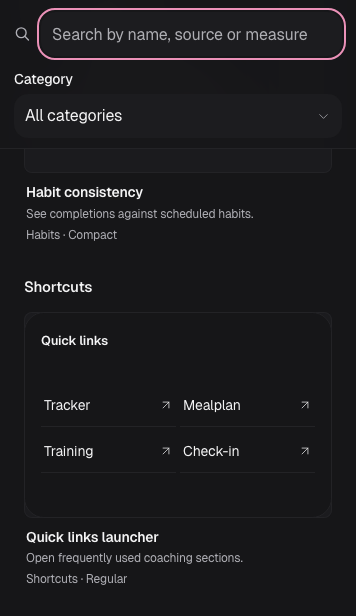 Search by name, source or measure
Category
All categories
Habit consistency
See completions against scheduled habits.
Habits · Compact
Shortcuts
Quick links
Tracker
Mealplan
Training
Check-in
Quick links launcher
Open frequently used coaching sections.
Shortcuts · Regular